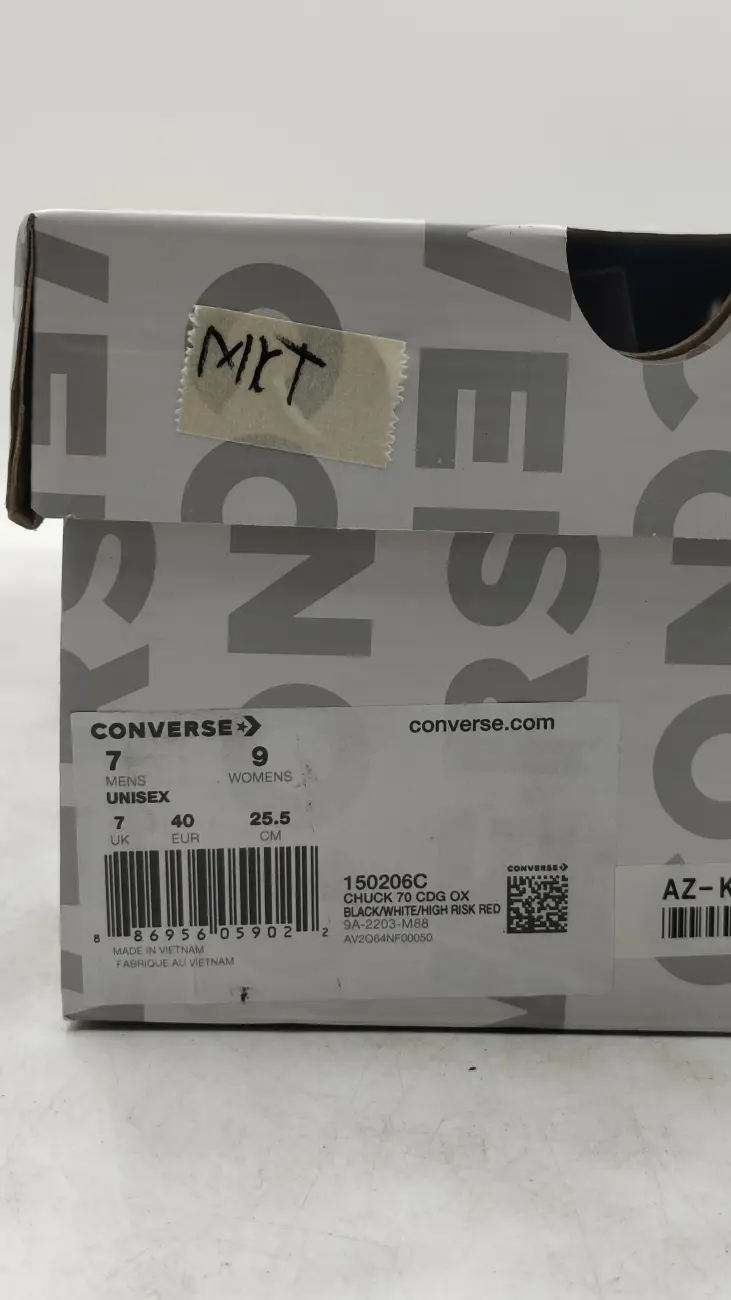 MKT
CONVERSE
converse.com
7 9
MENS WOMENS
UNISEX
7 40 25.5
UK EUR CM
8 86956 05902 2
MADE IN VIETNAM
FABRIQUE AU VIETNAM
CONVERSE
150206C
CHUCK 70 CDG OX
BLACK/WHITE/HIGH RISK RED
9A-2203-M88
AV2Q64NF00050
AZ-K